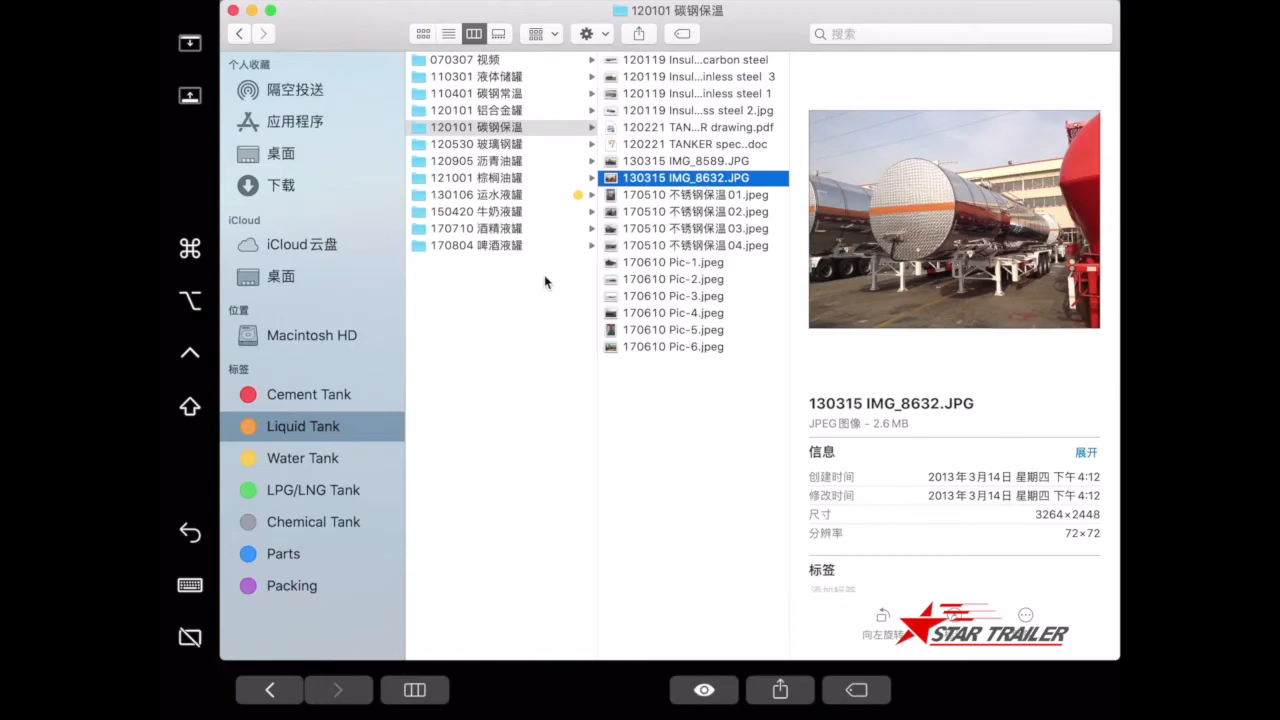 120101 碳钢保温
搜索
个人收藏
隔空投送
应用程序
桌面
下载
iCloud
iCloud 云盘
桌面
位置
Macintosh HD
标签
Cement Tank
Liquid Tank
Water Tank
LPG/LNG Tank
Chemical Tank
Parts
Packing
070307 视频
110301 液体储罐
110401 碳钢常温
120101 铝合金罐
120101 碳钢保温
120530 玻璃钢罐
120905 沥青油罐
121001 棕榈油罐
130106 运水液罐
150420 牛奶液罐
170710 酒精液罐
170804 啤酒液罐
120119 Insul...carbon steel
120119 Insul...inless steel 3
120119 Insul...inless steel 1
120119 Insul...ss steel 2.jpg
120221 TAN...R drawing.pdf
120221 TANKER spec..doc
130315 IMG_8589.JPG
130315 IMG_8632.JPG
170510 不锈钢保温01.jpeg
170510 不锈钢保温02.jpeg
170510 不锈钢保温03.jpeg
170510 不锈钢保温04.jpeg
170610 Pic-1.jpeg
170610 Pic-2.jpeg
170610 Pic-3.jpeg
170610 Pic-4.jpeg
170610 Pic-5.jpeg
170610 Pic-6.jpeg
130315 IMG_8632.JPG
JPEG图像 - 2.6 MB
信息 展开
创建时间 2013年3月14日 星期四 下午4:12
修改时间 2013年3月14日 星期四 下午4:12
尺寸 3264×2448
分辨率 72×72
标签
添加标签
向左旋转
STAR TRAILER